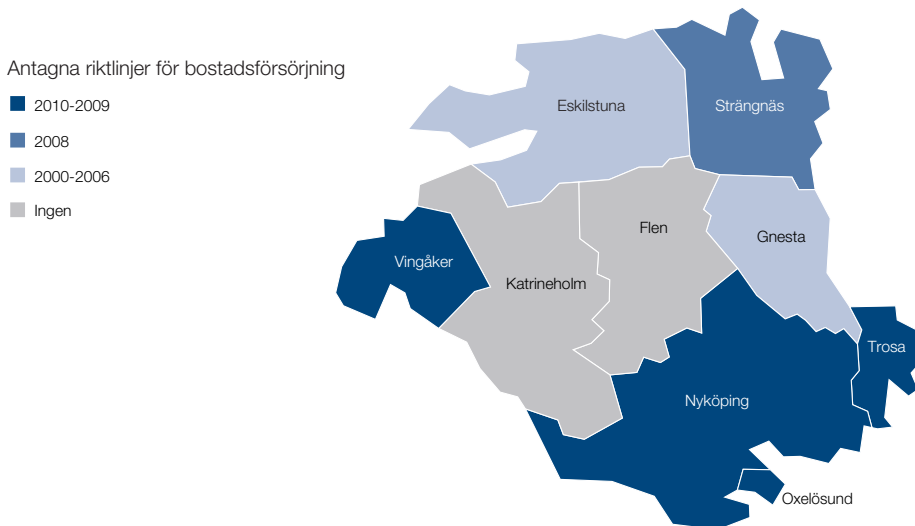 Antagna riktlinjer för bostadsförsörjning
2010-2009
2008
2000-2006
Ingen
Eskilstuna
Strängnäs
Flen
Gnesta
Vingåker
Katrineholm
Trosa
Nyköping
Oxelösund